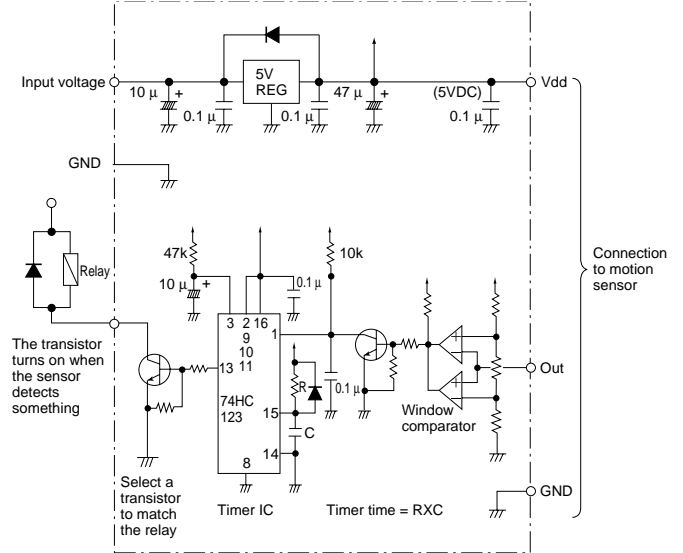 Input voltage
10 µ
+
0.1 µ
5V
REG
0.1 µ
47 µ
+
(5VDC)
0.1 µ
Vdd
GND
47k
10 µ
+
0.1 µ
10k
Relay
Connection
to motion
sensor
3
2
16
9
10
11
1
13
74HC
123
15
14
8
R
C
0.1 µ
+
−
+
−
Out
Window
comparator
The transistor
turns on when
the sensor
detects
something
Select a
transistor
to match
the relay
Timer IC
Timer time = RXC
GND